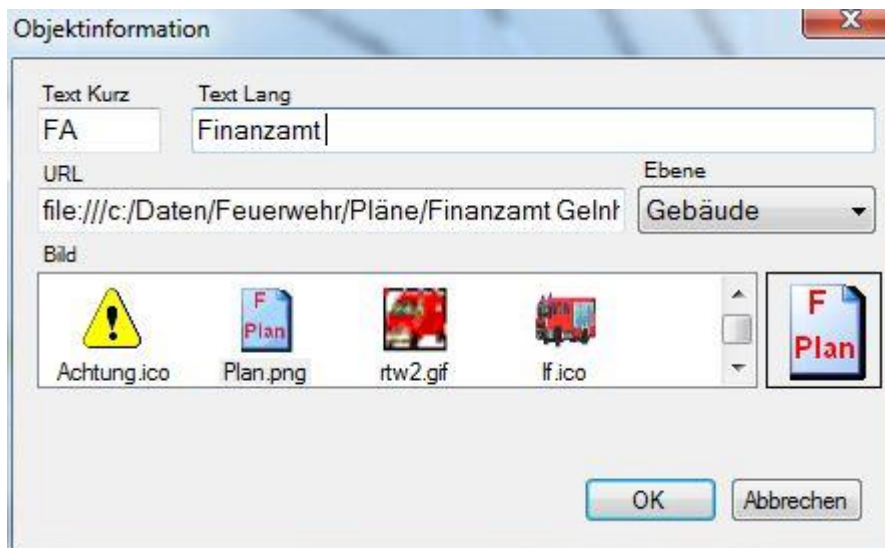 Objektinformation
Text Kurz Text Lang
FA Finanzamt
URL Ebene
file:///c:/Daten/Feuerwehr/Pläne/Finanzamt Geln Gebäude
Bild
F
Plan
F
Plan
Achtung.ico Plan.png rtw2.gif lf.ico
OK Abbrechen